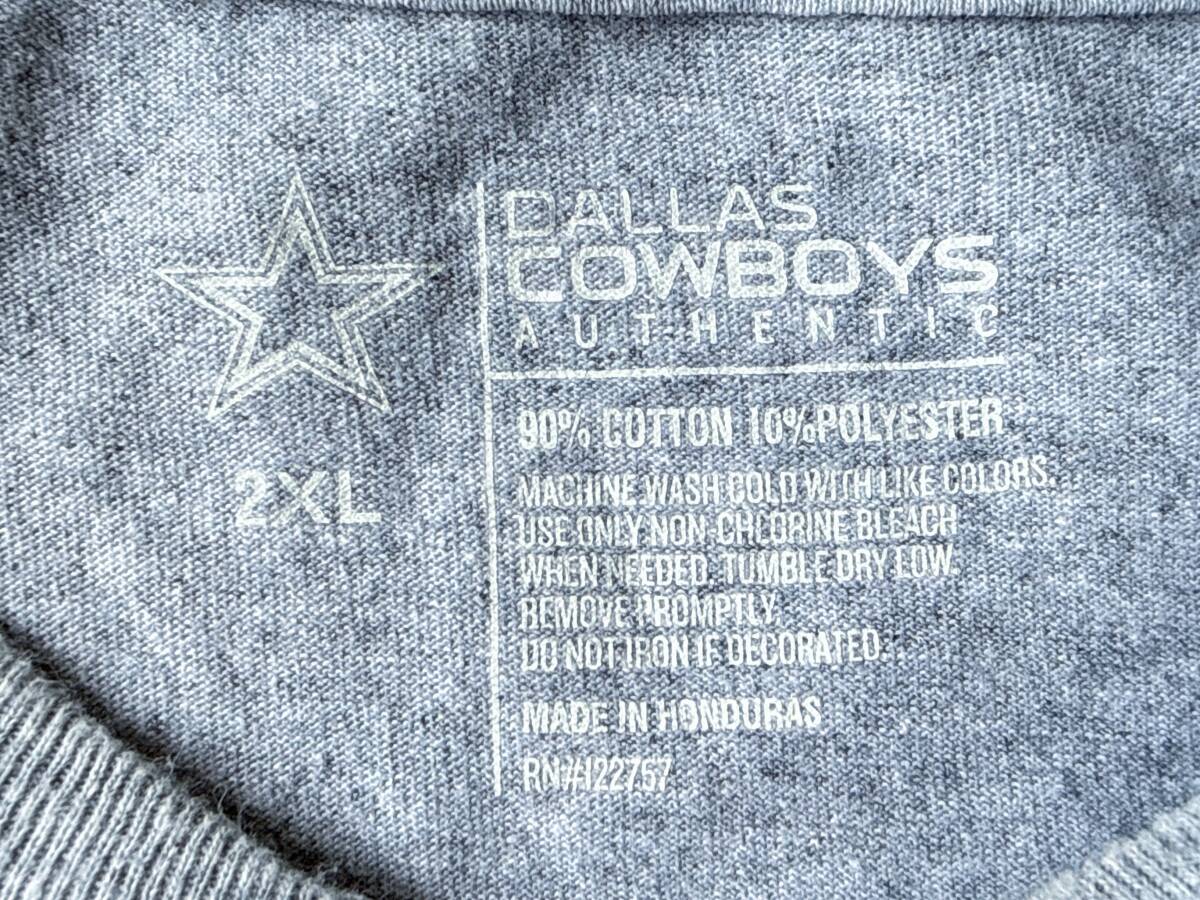 DALLAS
COWBOYS
AUTHENTIC
2XL
90% COTTON 10%POLYESTER
MACHINE WASH COLD WITH LIKE COLORS.
USE ONLY NON-CHLORINE BLEACH
WHEN NEEDED. TUMBLE DRY LOW.
REMOVE PROMPTLY.
DO NOT IRON IF DECORATED.
MADE IN HONDURAS
RN#122757